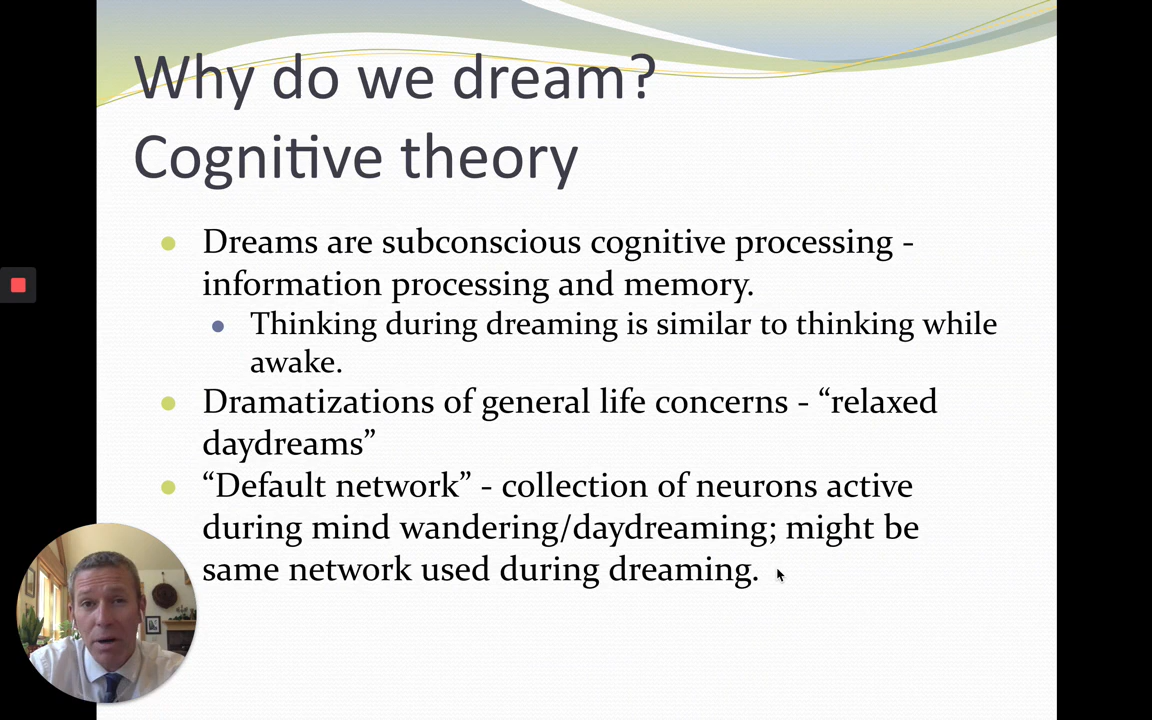 Why do we dream?
Cognitive theory
Dreams are subconscious cognitive processing -
information processing and memory.
Thinking during dreaming is similar to thinking while
awake.
Dramatizations of general life concerns - “relaxed
daydreams”
“Default network” - collection of neurons active
during mind wandering/daydreaming; might be
same network used during dreaming.